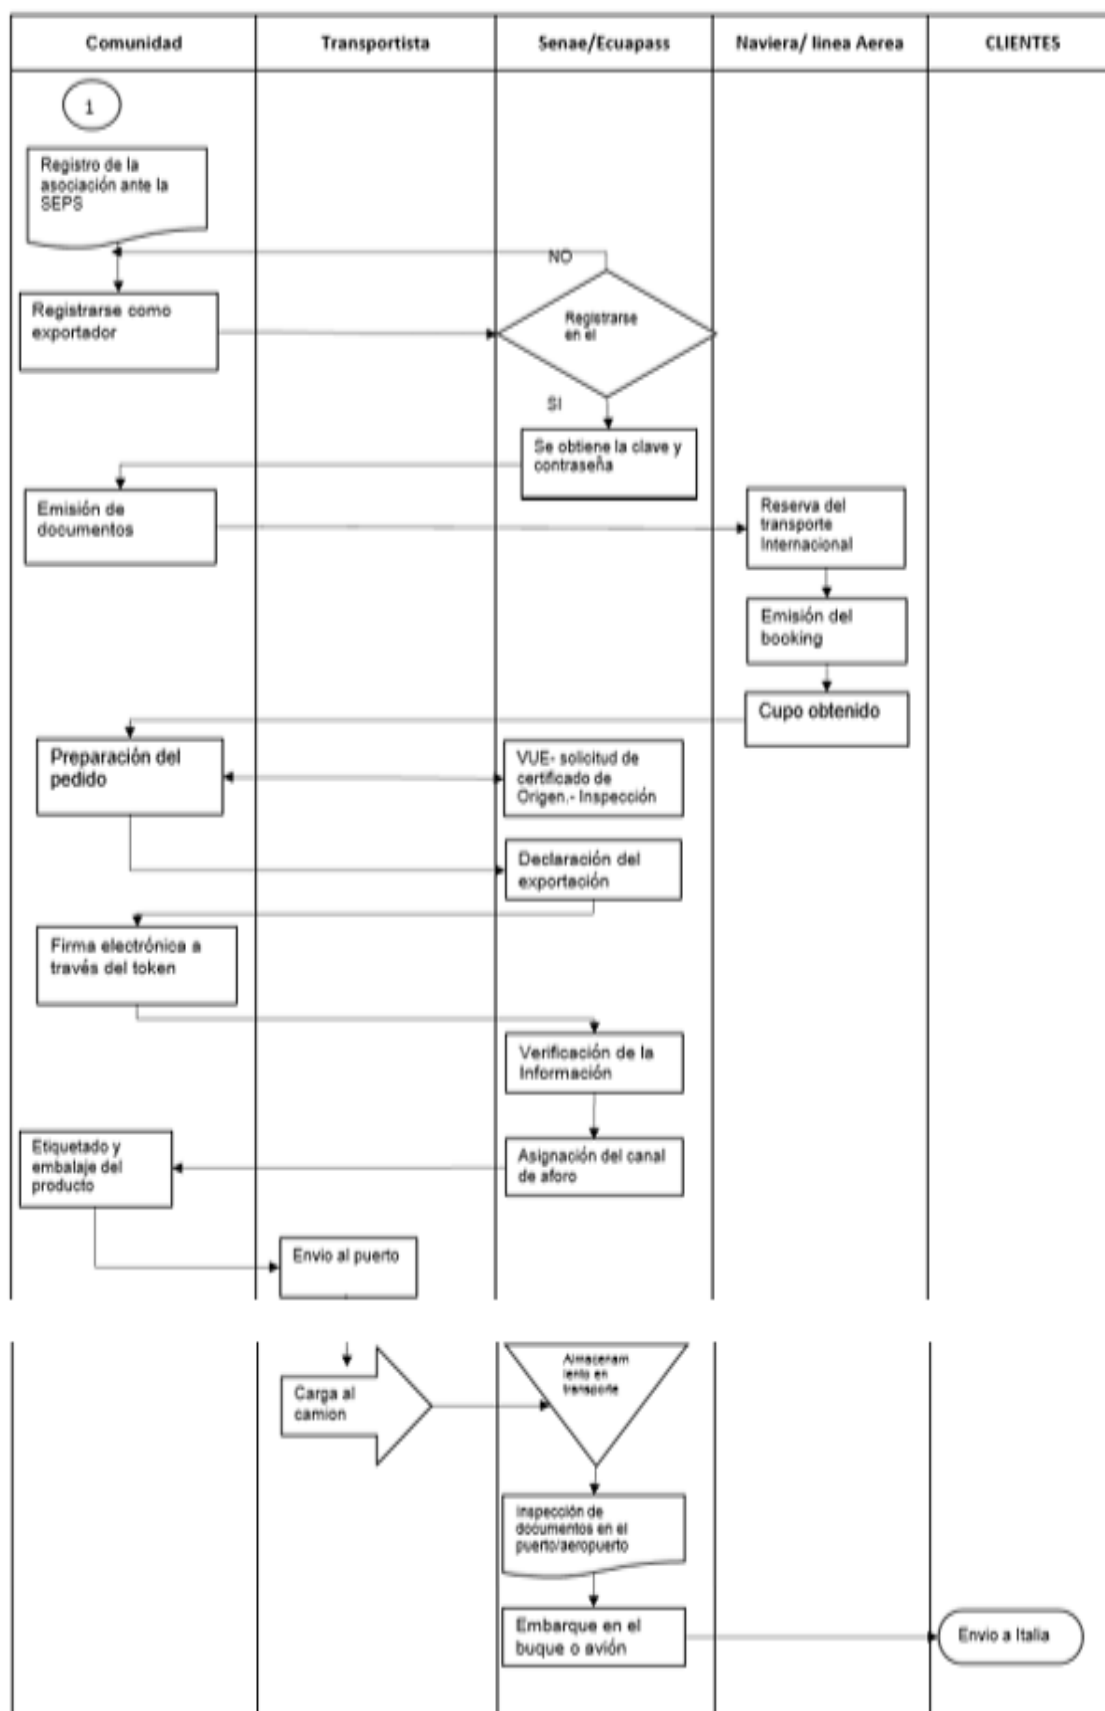 Comunidad
Transportista
Senae/Ecuapass
Naviera/ linea Aerea
CLIENTES
1
Registro de la
asociación ante la
SEPS
NO
Registrarse como
exportador
Registrarse
en el
SI
Se obtiene la clave y
contraseña
Emisión de
documentos
Reserva del
transporte
Internacional
Emisión del
booking
Cupo obtenido
Preparación del
pedido
VUE- solicitud de
certificado de
Origen.- Inspección
Declaración del
exportación
Firma electrónica a
través del token
Verificación de la
Información
Etiquetado y
embalaje del
producto
Asignación del canal
de aforo
Envio al puerto
Carga al
camion
Almacenam
iento en
transporte
Inspección de
documentos en el
puerto/aeropuerto
Embarque en el
buque o avión
Envio a Italia